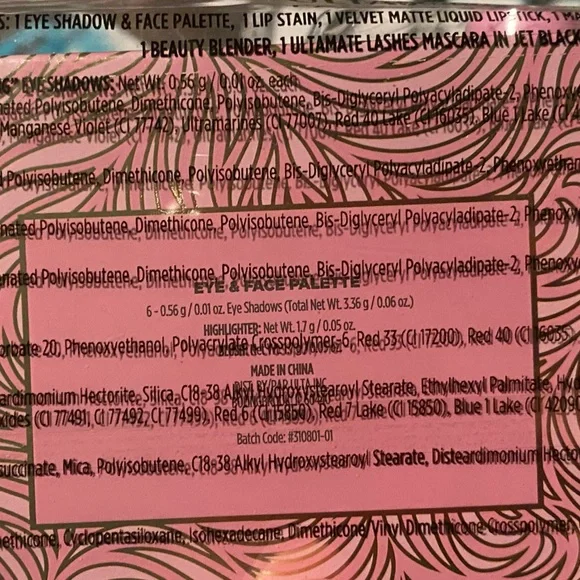 : 1 EYE SHADOW & FACE PALETTE, 1 LIP STAIN, 1 VELVET MATTE LIQUID LIPSTICK, 1
1 BEAUTY BLENDER, 1 ULTAMATE LASHES MASCARA IN JET BLACK
EYE SHADOWS: Net Wt. 0.56 g / 0.01 oz. each
nated Polyisobutene, Dimethicone, Polyisobutene, Bis-Diglyceryl Polyacyladipate-2, Phenoxy
Manganese Violet (CI 77742), Ultramarines (CI 77007), Red 40 Lake (CI 16035), Blue 1 Lake (CI 4
Polyisobutene, Dimethicone, Polyisobutene, Bis-Diglyceryl Polyacyladipate-2, Phenoxyethan
nated Polyisobutene, Dimethicone, Polyisobutene, Bis-Diglyceryl Polyacyladipate-2, Phenoxy
nated Polyisobutene, Dimethicone, Polyisobutene, Bis-Diglyceryl Polyacyladipate-2, Phenoxy
EYE & FACE PALETTE
6 - 0.56 g / 0.01 oz. Eye Shadows (Total Net Wt. 3.36 g / 0.06 oz.)
HIGHLIGHTER: Net Wt. 1.7 g / 0.05 oz.
orbate 20, Phenoxyethanol, Polyacrylate Crosspolymer-6, Red 33 (CI 17200), Red 40 (CI 16035)
MADE IN CHINA
ardimonium Hectorite, Silica, C18-38 Alkyl Hydroxystearoyl Stearate, Ethylhexyl Palmitate, Hy
xides (CI 77491, CI 77492, CI 77499), Red 6 (CI 15850), Red 7 Lake (CI 15850), Blue 1 Lake (CI 42090
Batch Code: #310801-01
succinate, Mica, Polyisobutene, C18-38 Alkyl Hydroxystearoyl Stearate, Disteardimonium Hecto
methicone, Cyclopentasiloxane, Isohexadecane, Dimethicone/Vinyl Dimethicone Crosspolymer